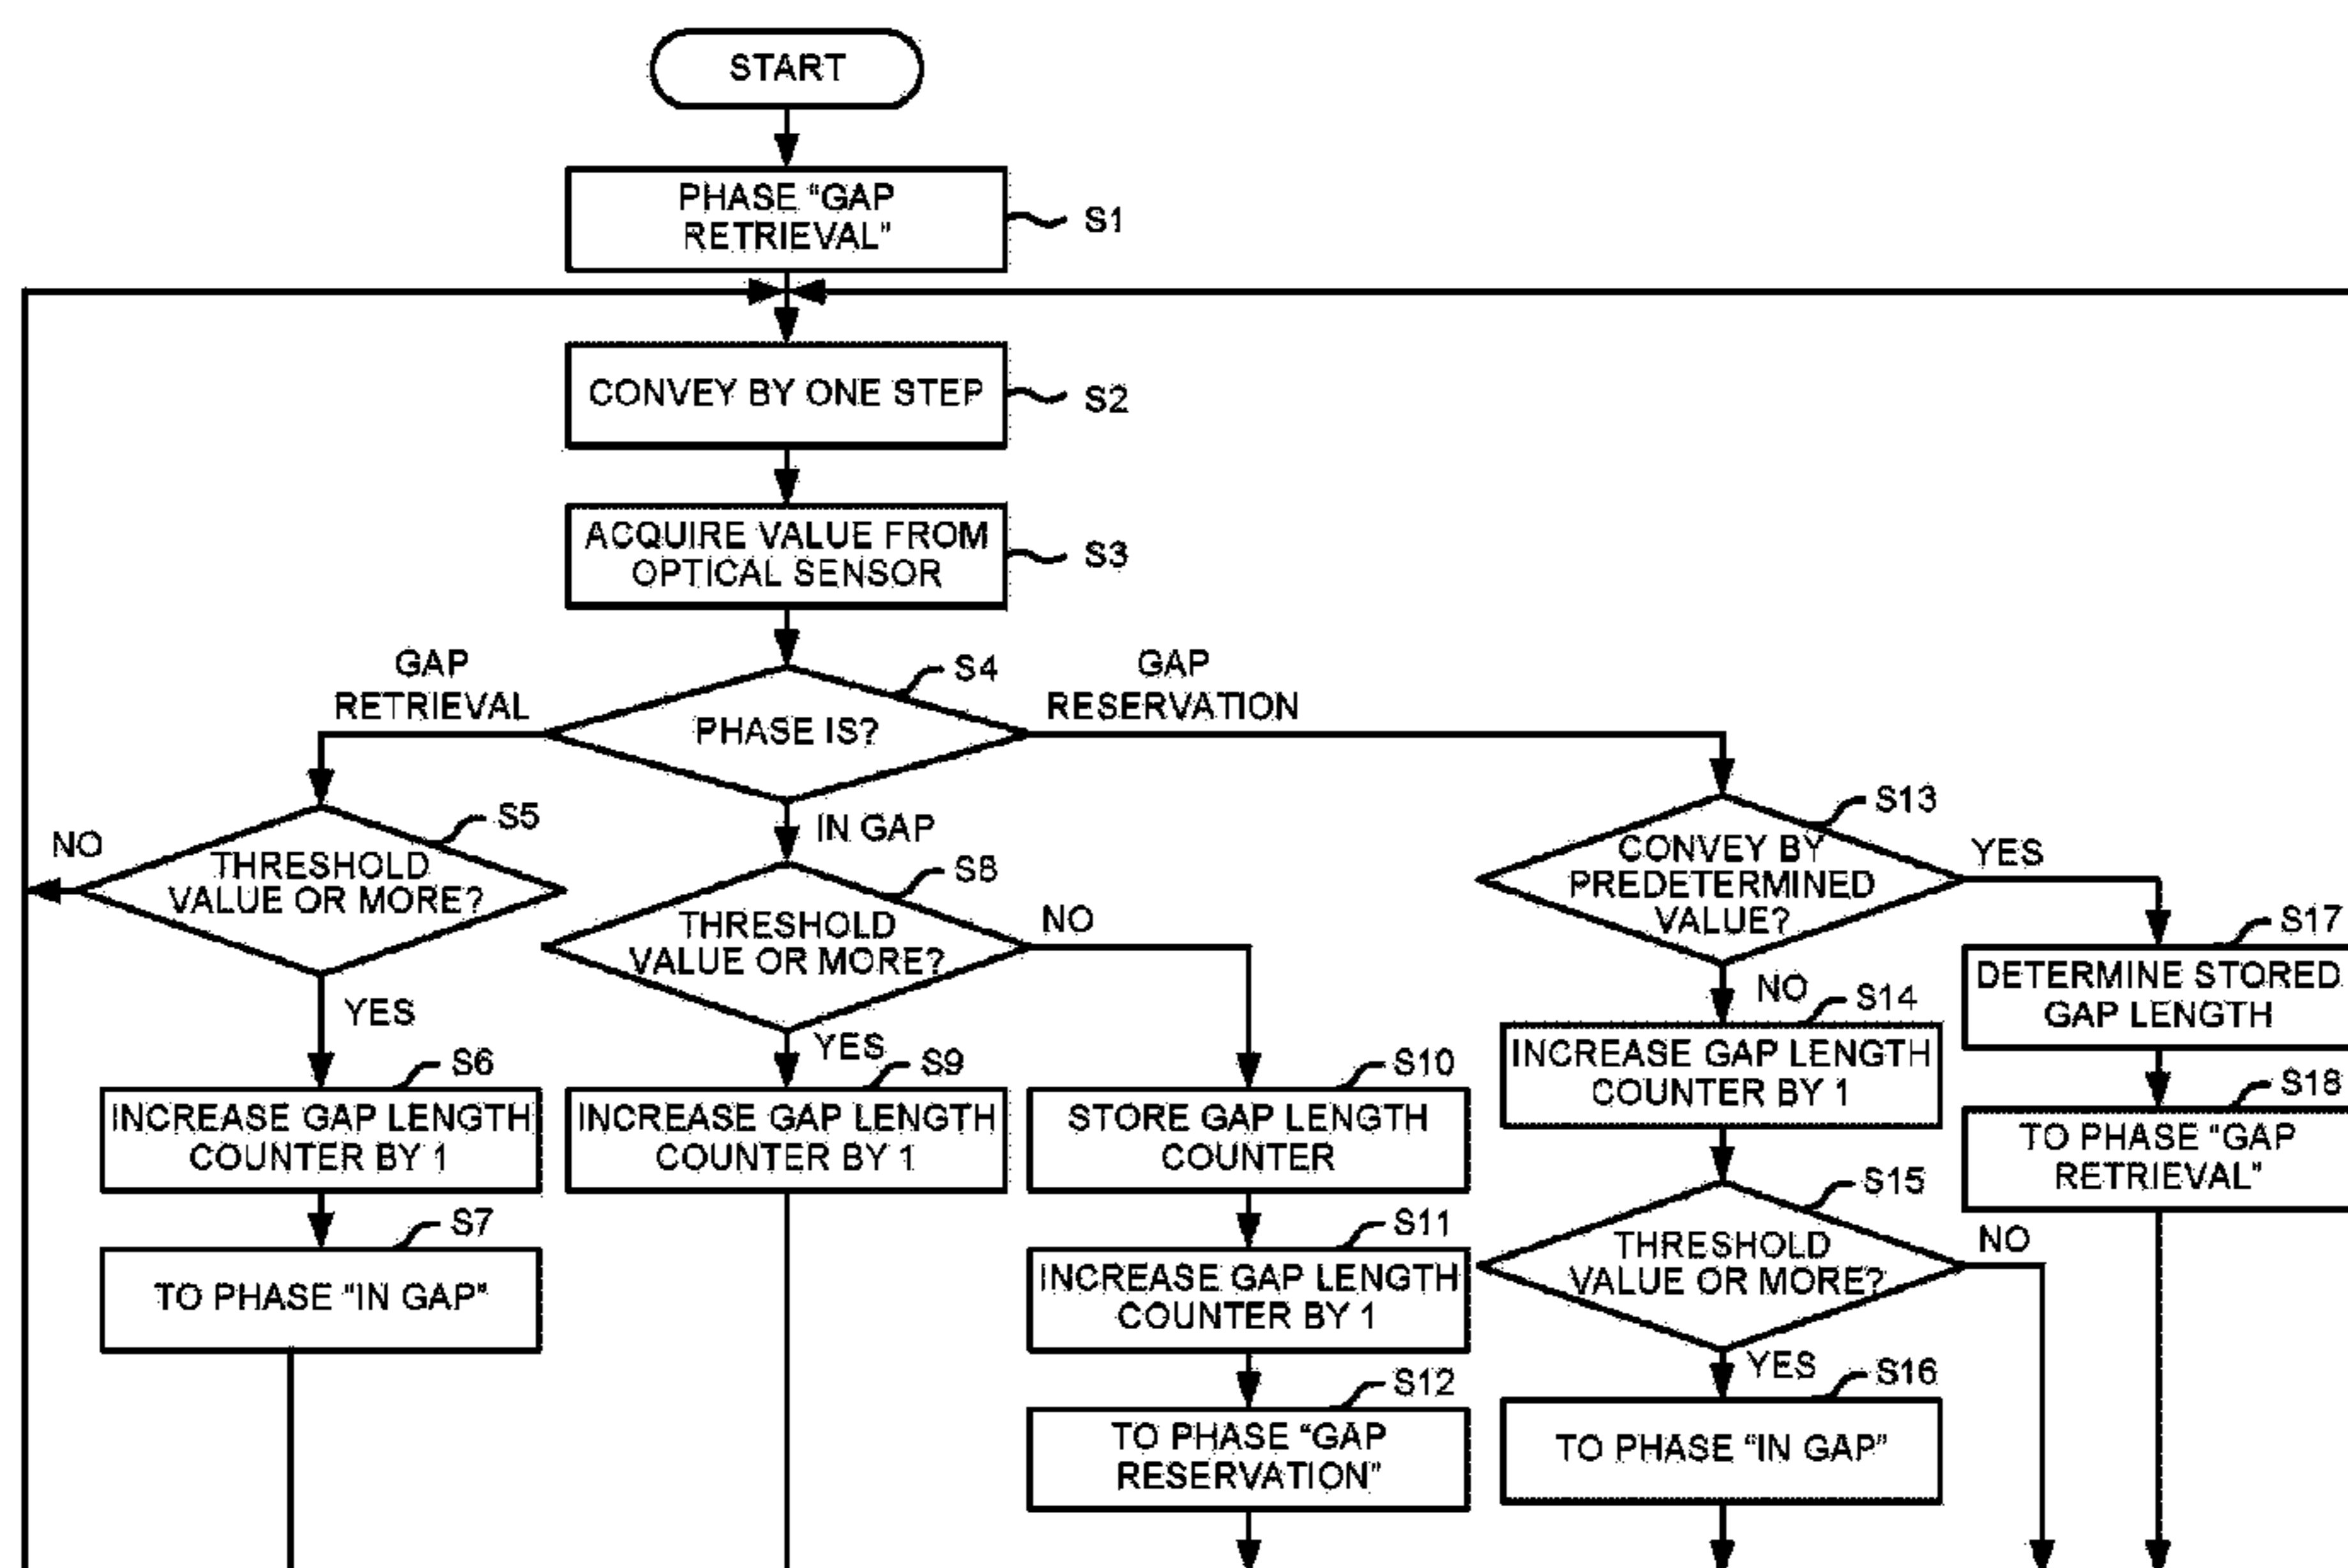 START
PHASE "GAP
RETRIEVAL"
S1
CONVEY BY ONE STEP
S2
ACQUIRE VALUE FROM
OPTICAL SENSOR
S3
GAP
RETRIEVAL
S4
PHASE IS?
GAP
RESERVATION
NO
S5
THRESHOLD
VALUE OR MORE?
YES
S6
INCREASE GAP LENGTH
COUNTER BY 1
S7
TO PHASE "IN GAP"
IN GAP
S8
THRESHOLD
VALUE OR MORE?
NO
YES
S9
INCREASE GAP LENGTH
COUNTER BY 1
S10
STORE GAP LENGTH
COUNTER
S11
INCREASE GAP LENGTH
COUNTER BY 1
S12
TO PHASE "GAP
RESERVATION"
S13
CONVEY BY
PREDETERMINED
VALUE?
YES
NO
S14
INCREASE GAP LENGTH
COUNTER BY 1
S15
THRESHOLD
VALUE OR MORE?
NO
YES
S16
TO PHASE "IN GAP"
S17
DETERMINE STORED
GAP LENGTH
S18
TO PHASE "GAP
RETRIEVAL"